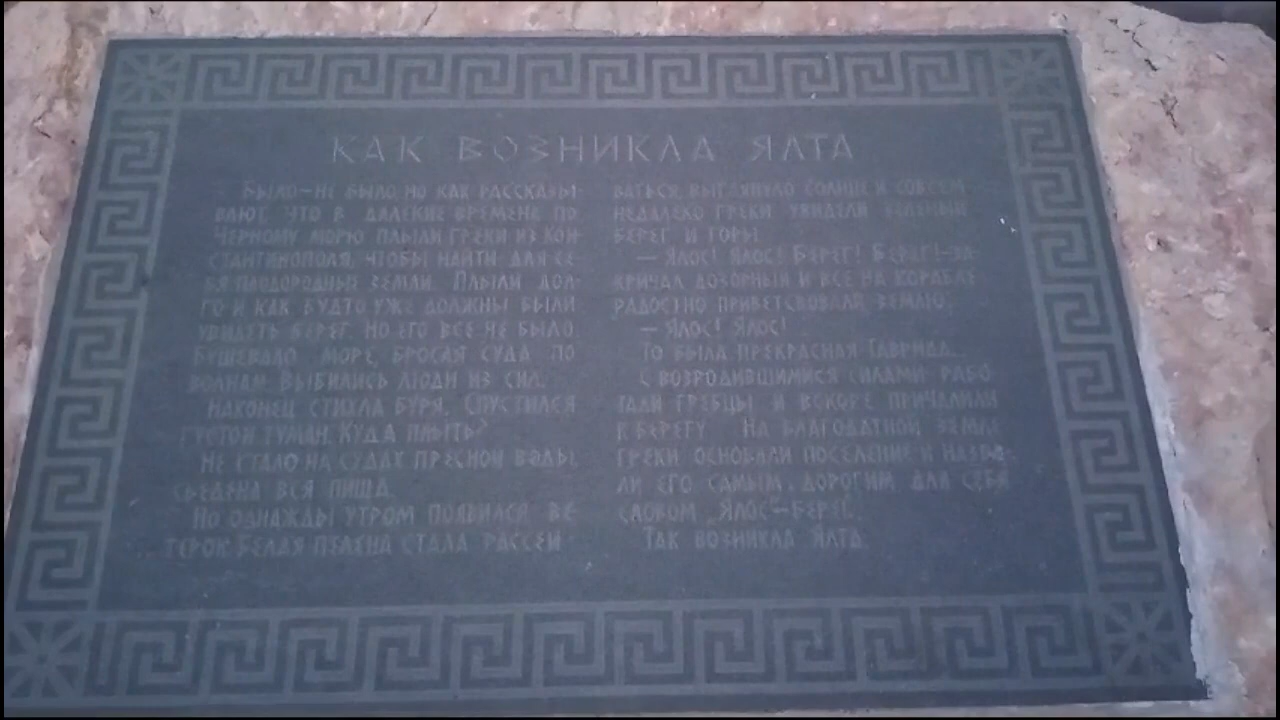 КАК ВОЗНИКЛА ЯЛТА
БЫЛО-НЕ БЫЛО, НО КАК РАССКАЗЫ-
ВАЮТ, ЧТО В ДАЛЕКИЕ ВРЕМЕНА ПО
ЧЕРНОМУ МОРЮ ПЛЫЛИ ГРЕКИ ИЗ КОН-
СТАНТИНОПОЛЯ, ЧТОБЫ НАЙТИ ДЛЯ СЕ-
БЯ ПЛОДОРОДНЫЕ ЗЕМЛИ. ПЛЫЛИ ДОЛ-
ГО И КАК БУДТО УЖЕ ДОЛЖНЫ БЫЛИ
УВИДЕТЬ БЕРЕГ, НО ЕГО ВСЕ НЕ БЫЛО.
БУШЕВАЛО МОРЕ, БРОСАЯ СУДА ПО
ВОЛНАМ. ВЫБИЛИСЬ ЛЮДИ ИЗ СИЛ.
НАКОНЕЦ СТИХЛА БУРЯ. СПУСТИЛСЯ
ГУСТОЙ ТУМАН. КУДА ПЛЫТЬ?
НЕ СТАЛО НА СУДАХ ПРЕСНОЙ ВОДЫ,
СЪЕДЕНА ВСЯ ПИЩА.
НО ОДНАЖДЫ УТРОМ ПОЯВИЛСЯ ВЕ-
ТЕРОК. БЕЛАЯ ПЕЛЕНА СТАЛА РАССЕИ-
ВАТЬСЯ, ВЫГЛЯНУЛО СОЛНЦЕ И СОВСЕМ
НЕДАЛЕКО ГРЕКИ УВИДЕЛИ ЗЕЛЕНЫЙ
БЕРЕГ И ГОРЫ.
— ЯЛОС! ЯЛОС! БЕРЕГ! БЕРЕГ!-ЗА-
КРИЧАЛ ДОЗОРНЫЙ И ВСЕ НА КОРАБЛЕ
РАДОСТНО ПРИВЕТСВОВАЛИ ЗЕМЛЮ:
— ЯЛОС! ЯЛОС!
ТО БЫЛА ПРЕКРАСНАЯ ТАВРИДА...
С ВОЗРОДИВШИМИСЯ СИЛАМИ РАБО-
ТАЛИ ГРЕБЦЫ И ВСКОРЕ ПРИЧАЛИЛИ
К БЕРЕГУ. НА БЛАГОДАТНОЙ ЗЕМЛЕ
ГРЕКИ ОСНОВАЛИ ПОСЕЛЕНИЕ И НАЗВА-
ЛИ ЕГО САМЫМ ДОРОГИМ ДЛЯ СЕБЯ
СЛОВОМ „ЯЛОС"-БЕРЕГ.
ТАК ВОЗНИКЛА ЯЛТА.